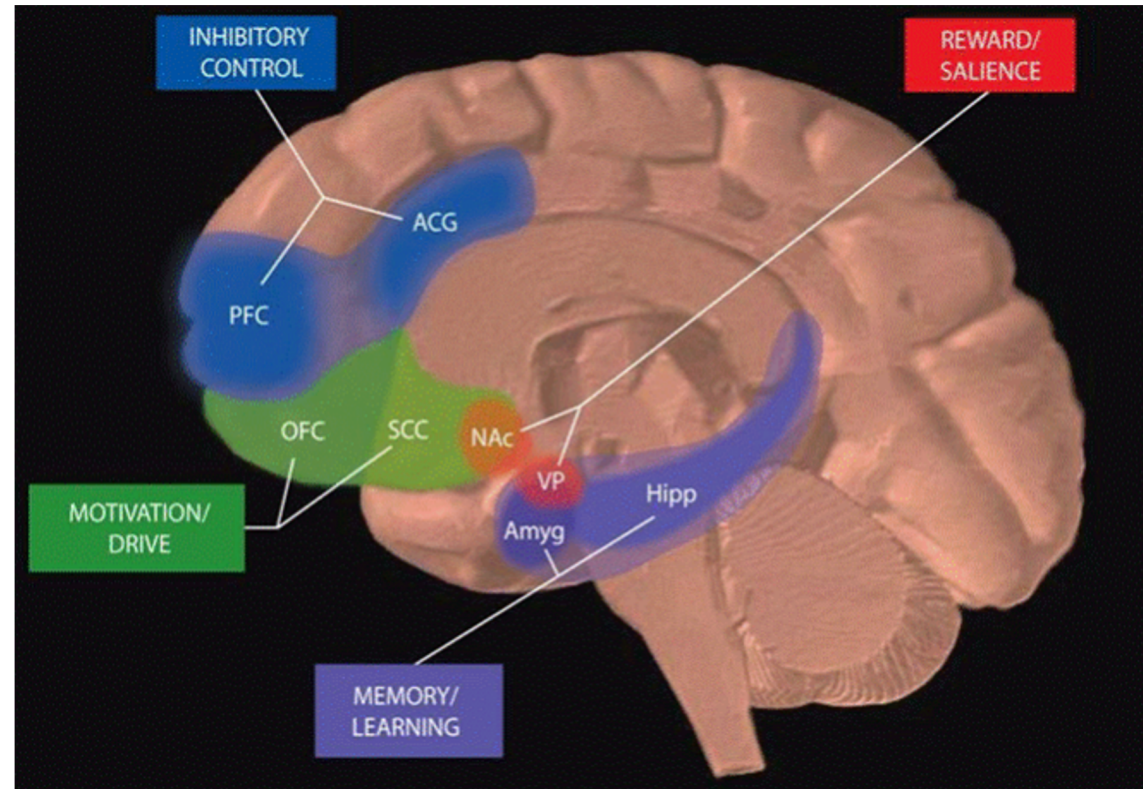 INHIBITORY
CONTROL
REWARD/
SALIENCE
ACG
PFC
OFC
SCC
NAc
VP
Hipp
Amyg
MOTIVATION/
DRIVE
MEMORY/
LEARNING